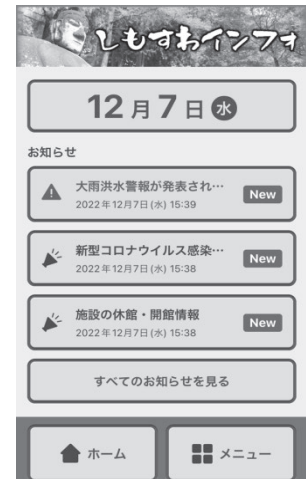 しもすわインフォ
12月7日水
お知らせ
大雨洪水警報が発表され…
2022年12月7日(水) 15:39
New
新型コロナウイルス感染…
2022年12月7日(水) 15:38
New
施設の休館・開館情報
2022年12月7日(水) 15:38
New
すべてのお知らせを見る
ホーム
メニュー